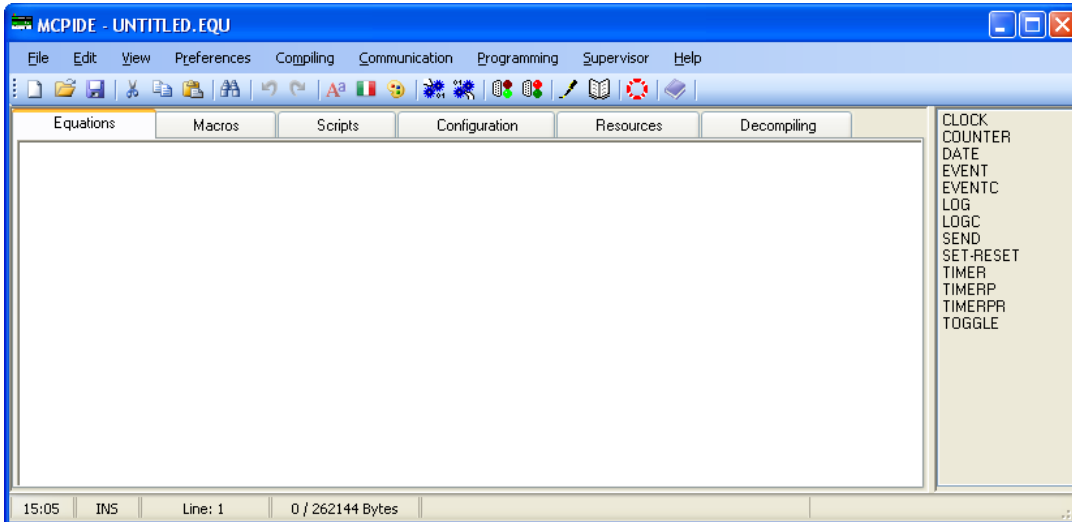 MCPIDE - UNTITLED.EQU
File Edit View Preferences Compiling Communication Programming Supervisor Help
Equations Macros Scripts Configuration Resources Decompiling
CLOCK
COUNTER
DATE
EVENT
EVENTC
LOG
LOGC
SEND
SET-RESET
TIMER
TIMERP
TIMERPR
TOGGLE
15:05 INS Line: 1 0 / 262144 Bytes